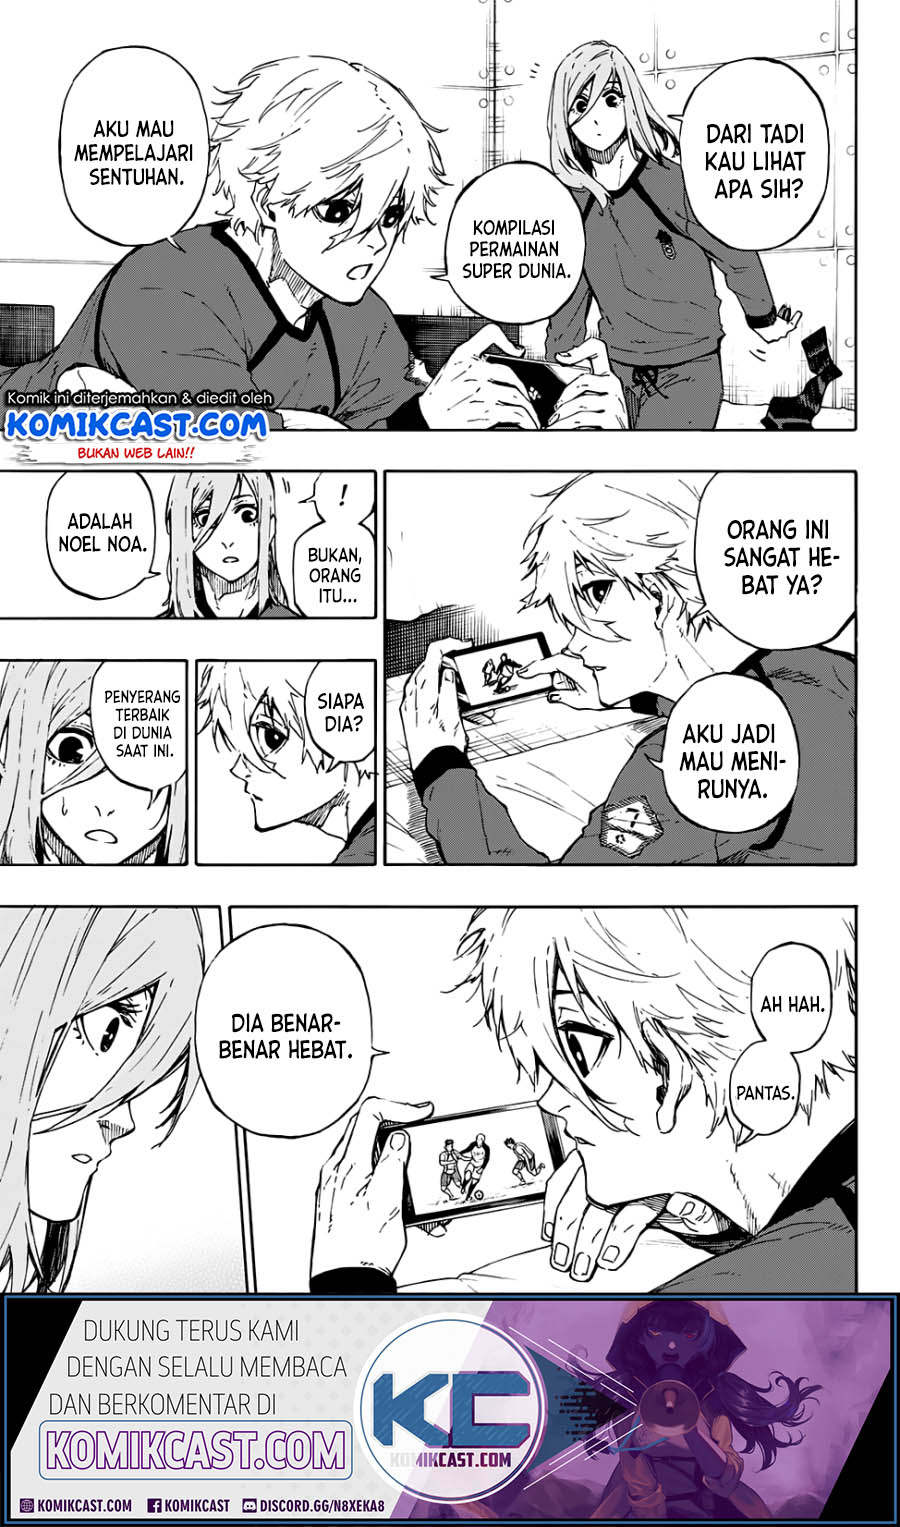 DARI TADI
KAU LIHAT
APA SIH?
KOMPILASI
PERMAINAN
SUPER DUNIA.
AKU MAU
MEMPELAJARI
SENTUHAN.
Komik ini diterjemahkan & diedit oleh
KOMIKCAST.COM
BUKAN WEB LAIN!!
ORANG INI
SANGAT HE-
BAT YA?
AKU JADI
MAU MENI-
RUNYA.
!
BUKAN,
ORANG
ITU...
ADALAH
NOEL NOA.
SIAPA
DIA?
PENYERANG
TERBAIK
DI DUNIA
SAAT INI.
AH HAH.
PANTAS.
DIA BENAR-
BENAR HEBAT.
DUKUNG TERUS KAMI
DENGAN SELALU MEMBACA
DAN BERKOMENTAR DI
KOMIKCAST.COM
KC
KOMIKCAST.COM
KOMIKCAST.COM
KOMIKCAST
DISCORD.GG/N8XEKA8